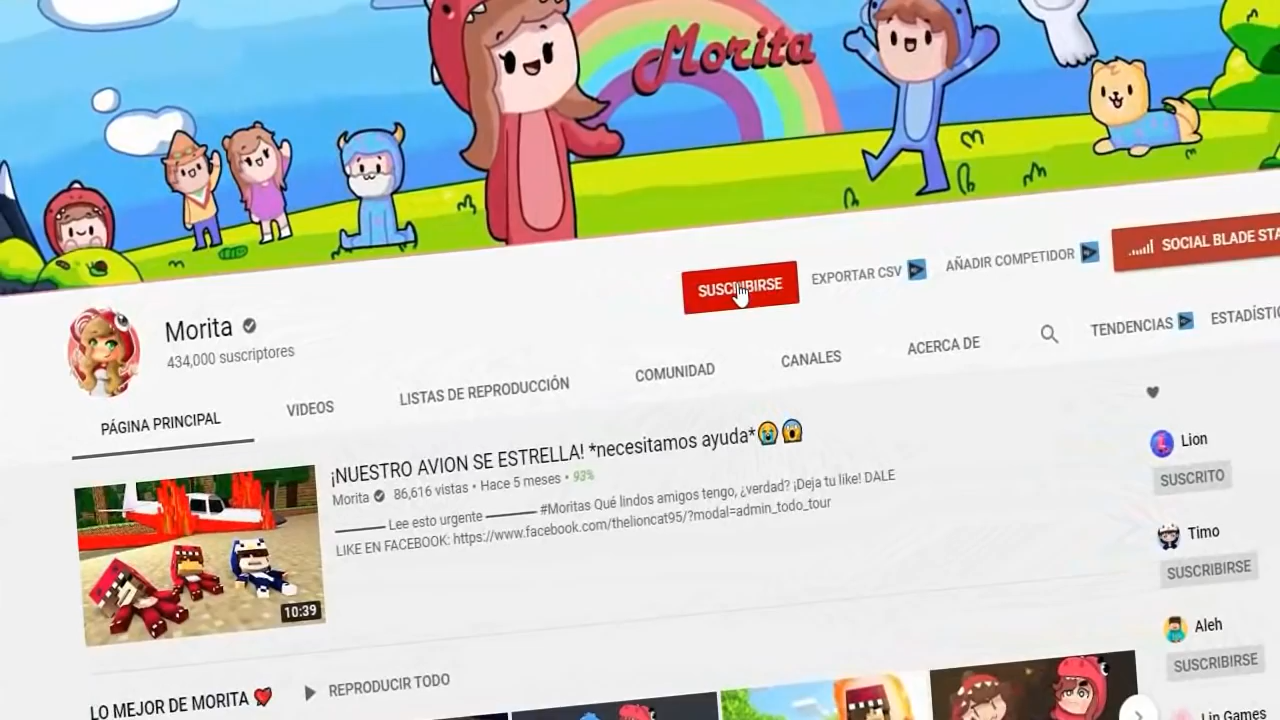 Morita
SUSCRIBIRSE
EXPORTAR CSV
AÑADIR COMPETIDOR
SOCIAL BLADE
Morita
434,000 suscriptores
PÁGINA PRINCIPAL
VIDEOS
LISTAS DE REPRODUCCIÓN
COMUNIDAD
CANALES
ACERCA DE
TENDENCIAS
¡NUESTRO AVION SE ESTRELLA! *necesitamos ayuda*😭😱
Morita 86,616 vistas • Hace 5 meses • 93%
———— Lee esto urgente ———— #Moritas Qué lindos amigos tengo, ¿verdad? ¡Deja tu like! DALE
LIKE EN FACEBOOK: https://www.facebook.com/thelioncat95/?modal=admin_todo_tour
10:39
Lion
SUSCRITO
Timo
SUSCRIBIRSE
Aleh
SUSCRIBIRSE
Lin Games
LO MEJOR DE MORITA ❤️
REPRODUCIR TODO